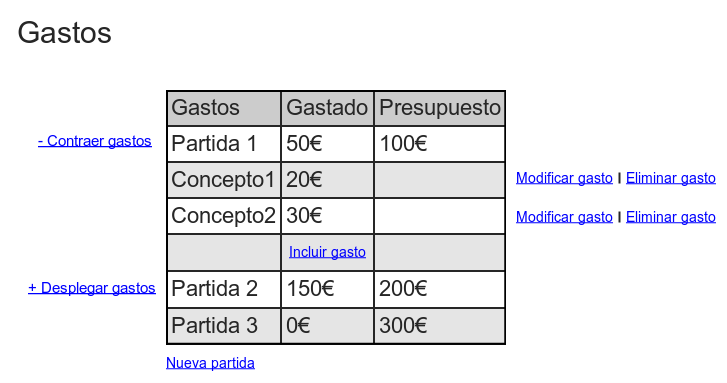 Gastos
Gastos Gastado Presupuesto
- Contraer gastos Partida 1 50€ 100€
Concepto1 20€ Modificar gasto I Eliminar gasto
Concepto2 30€ Modificar gasto I Eliminar gasto
Incluir gasto
+ Desplegar gastos Partida 2 150€ 200€
Partida 3 0€ 300€
Nueva partida